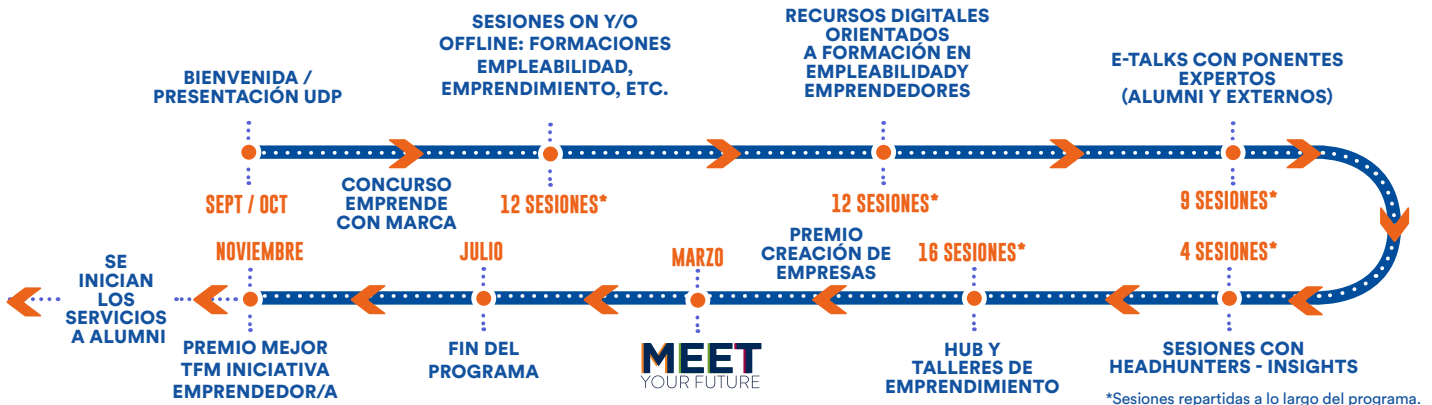 BIENVENIDA /
PRESENTACIÓN UDP
SEPT / OCT
CONCURSO
EMPRENDE
CON MARCA
SESIONES ON Y/O
OFFLINE: FORMACIONES
EMPLEABILIDAD,
EMPRENDIMIENTO, ETC.
12 SESIONES*
RECURSOS DIGITALES
ORIENTADOS
A FORMACIÓN EN
EMPLEABILIDADY
EMPRENDEDORES
12 SESIONES*
E-TALKS CON PONENTES
EXPERTOS
(ALUMNI Y EXTERNOS)
9 SESIONES*
4 SESIONES*
SESIONES CON
HEADHUNTERS - INSIGHTS
16 SESIONES*
HUB Y
TALLERES DE
EMPRENDIMIENTO
PREMIO
CREACIÓN DE
EMPRESAS
MARZO
MEET
YOUR FUTURE
JULIO
FIN DEL
PROGRAMA
NOVIEMBRE
PREMIO MEJOR
TFM INICIATIVA
EMPRENDEDOR/A
SE
INICIAN
LOS
SERVICIOS
A ALUMNI
*Sesiones repartidas a lo largo del programa.